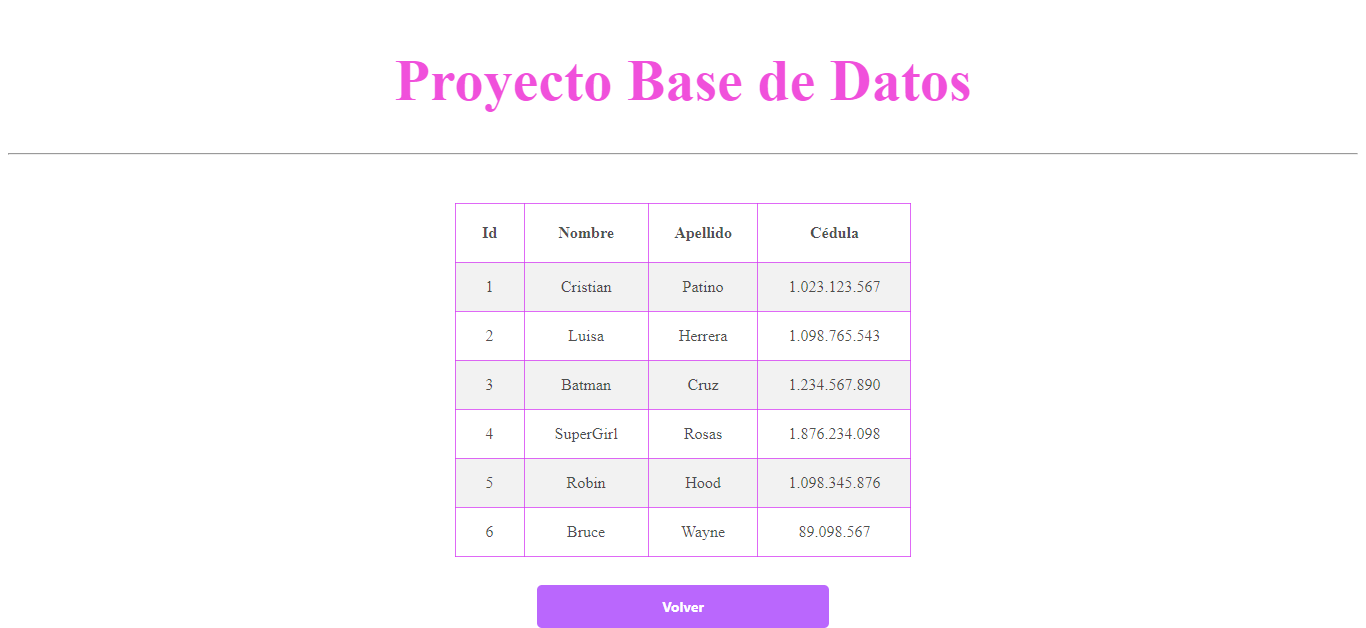 Proyecto Base de Datos
Id Nombre Apellido Cédula
1 Cristian Patino 1.023.123.567
2 Luisa Herrera 1.098.765.543
3 Batman Cruz 1.234.567.890
4 SuperGirl Rosas 1.876.234.098
5 Robin Hood 1.098.345.876
6 Bruce Wayne 89.098.567
Volver